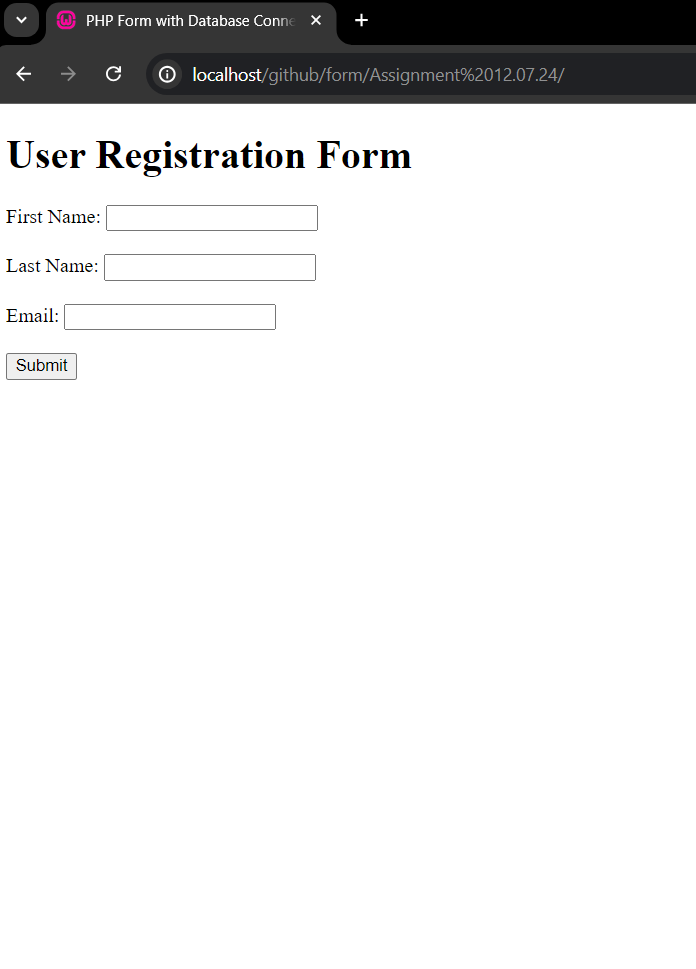 PHP Form with Database Conne
localhost/github/form/Assignment%2012.07.24/
User Registration Form
First Name:
Last Name:
Email:
Submit